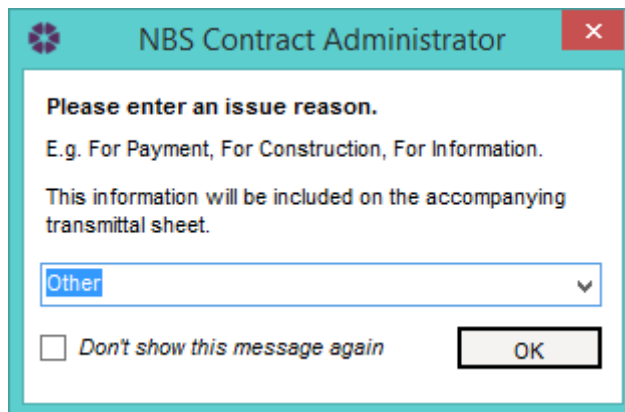 NBS Contract Administrator
Please enter an issue reason.
E.g. For Payment, For Construction, For Information.
This information will be included on the accompanying
transmittal sheet.
Other
Don't show this message again
OK